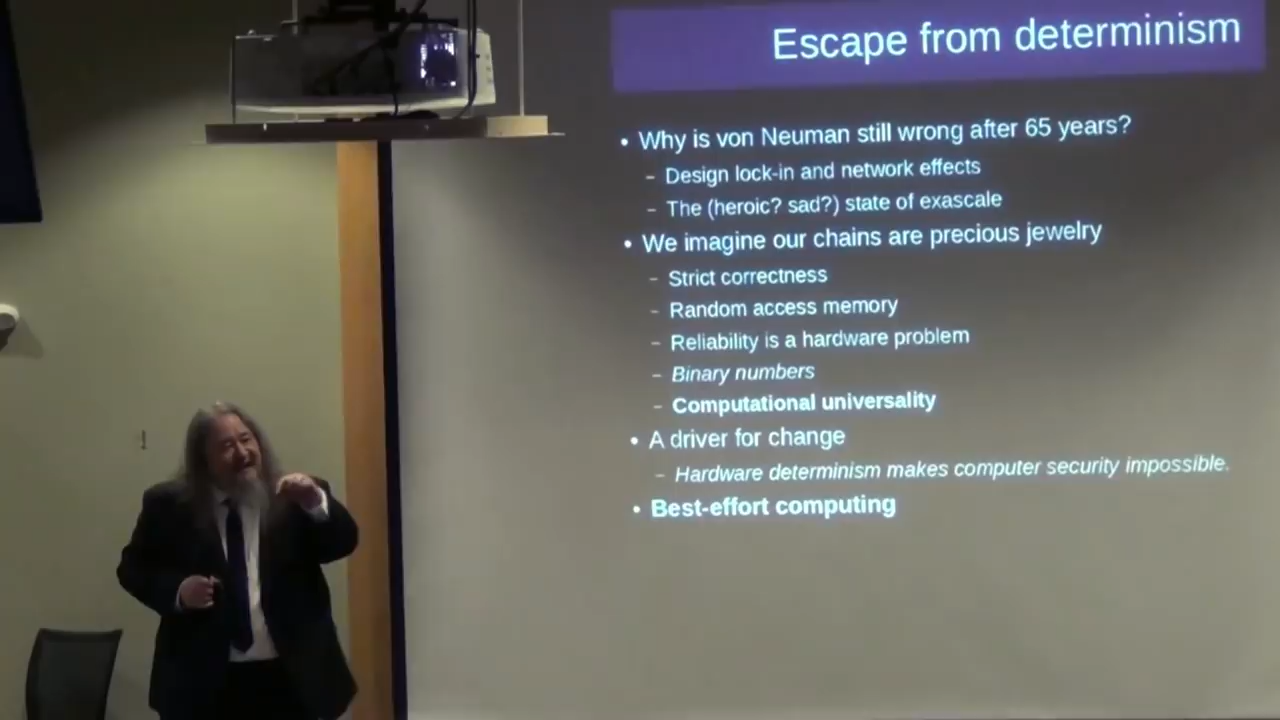 Escape from determinism
• Why is von Neuman still wrong after 65 years?
– Design lock-in and network effects
– The (heroic? sad?) state of exascale
• We imagine our chains are precious jewelry
– Strict correctness
– Random access memory
– Reliability is a hardware problem
– Binary numbers
– Computational universality
• A driver for change
– Hardware determinism makes computer security impossible.
• Best-effort computing